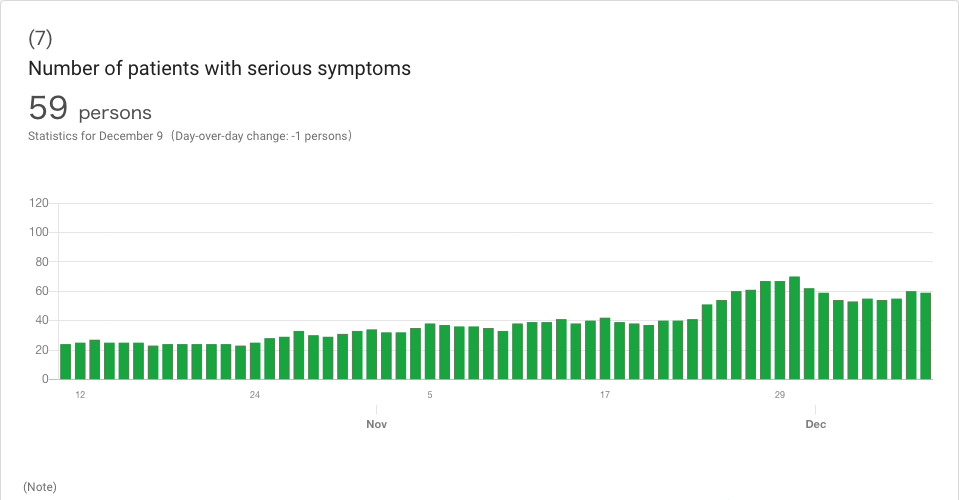 (7)
Number of patients with serious symptoms
59 persons
Statistics for December 9（Day-over-day change: -1 persons）
120
100
80
60
40
20
0
12 24 5 17 29
Nov Dec
(Note)